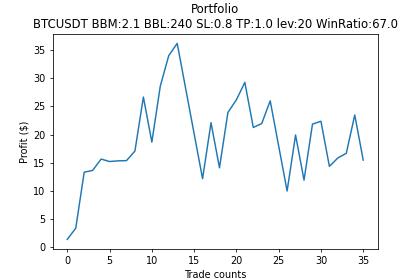 Portfolio
BTCUSDT BBM:2.1 BBL:240 SL:0.8 TP:1.0 lev:20 WinRatio:67.0
35
30
25
20
15
10
5
0
Profit ($)
0 5 10 15 20 25 30 35
Trade counts